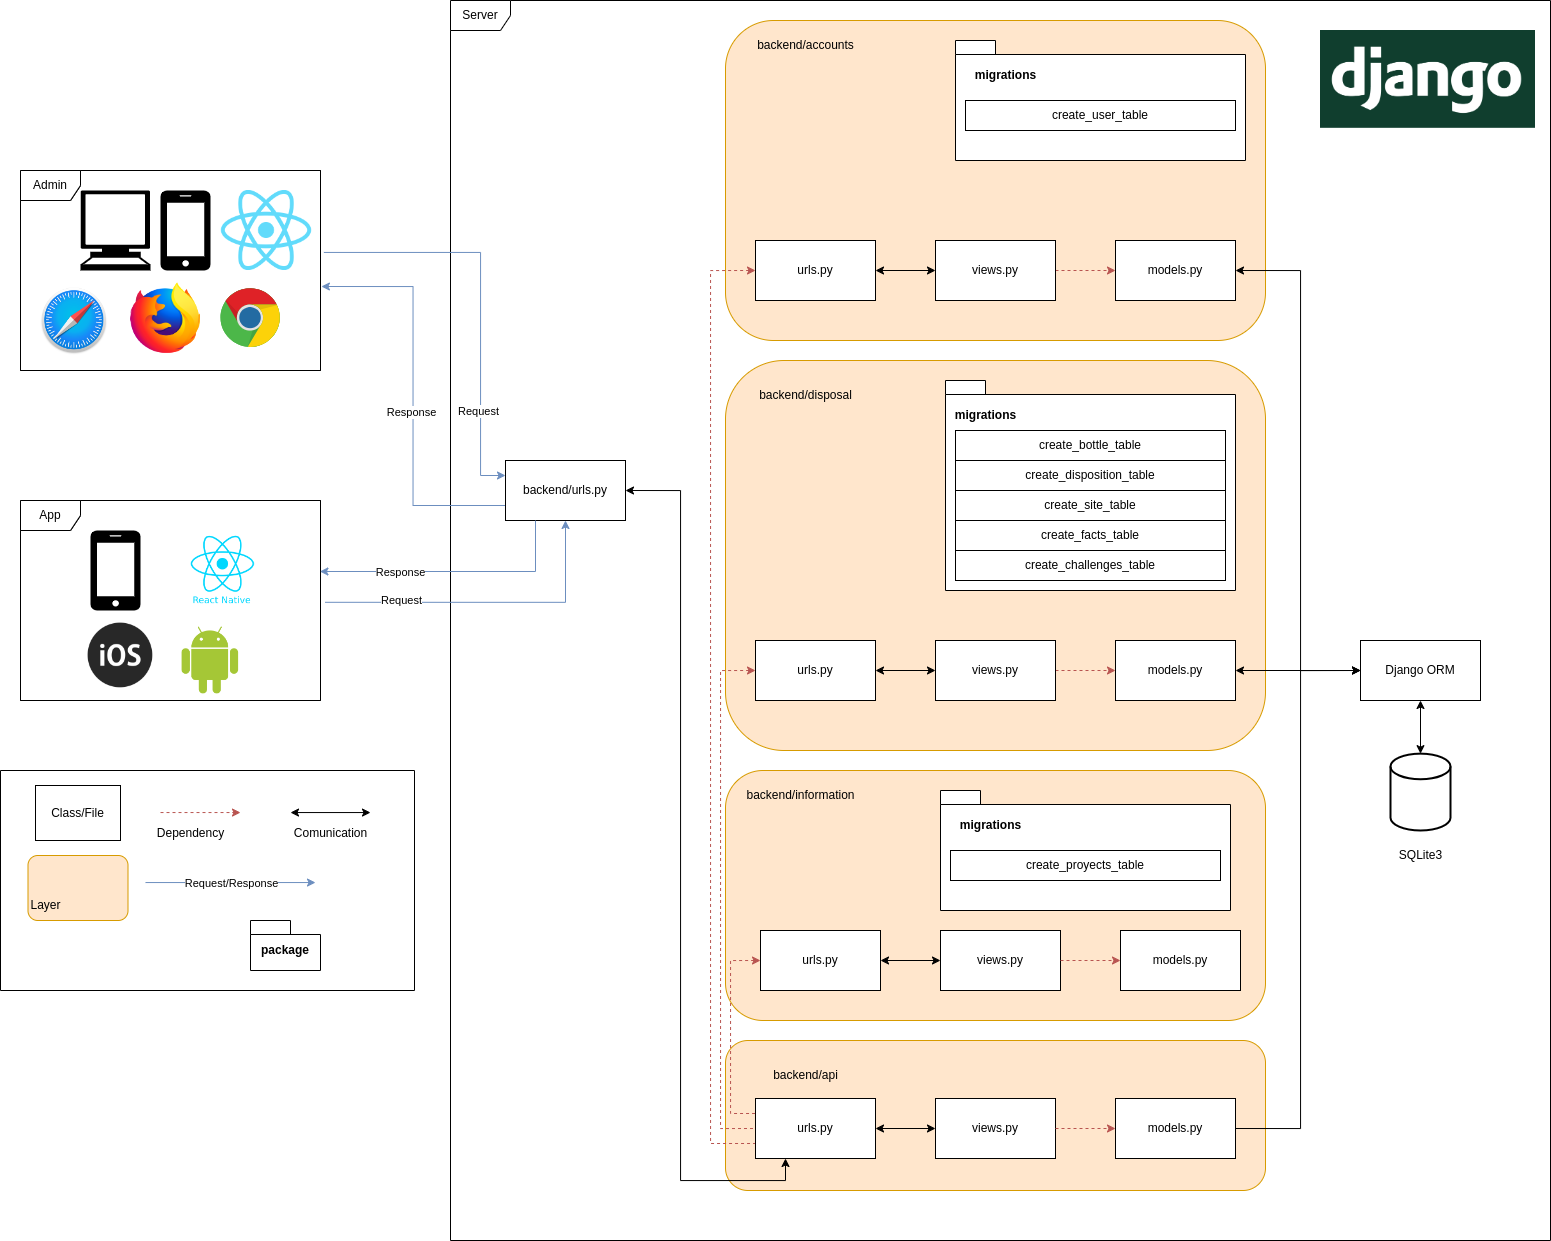 Server
backend/accounts
migrations
create_user_table
django
urls.py
views.py
models.py
Admin
Response
Request
backend/disposal
migrations
create_bottle_table
create_disposition_table
create_site_table
create_facts_table
create_challenges_table
backend/urls.py
App
React Native
iOS
Response
Request
urls.py
views.py
models.py
Django ORM
SQLite3
Class/File
Dependency
Comunication
Layer
Request/Response
package
backend/information
migrations
create_proyects_table
urls.py
views.py
models.py
backend/api
urls.py
views.py
models.py